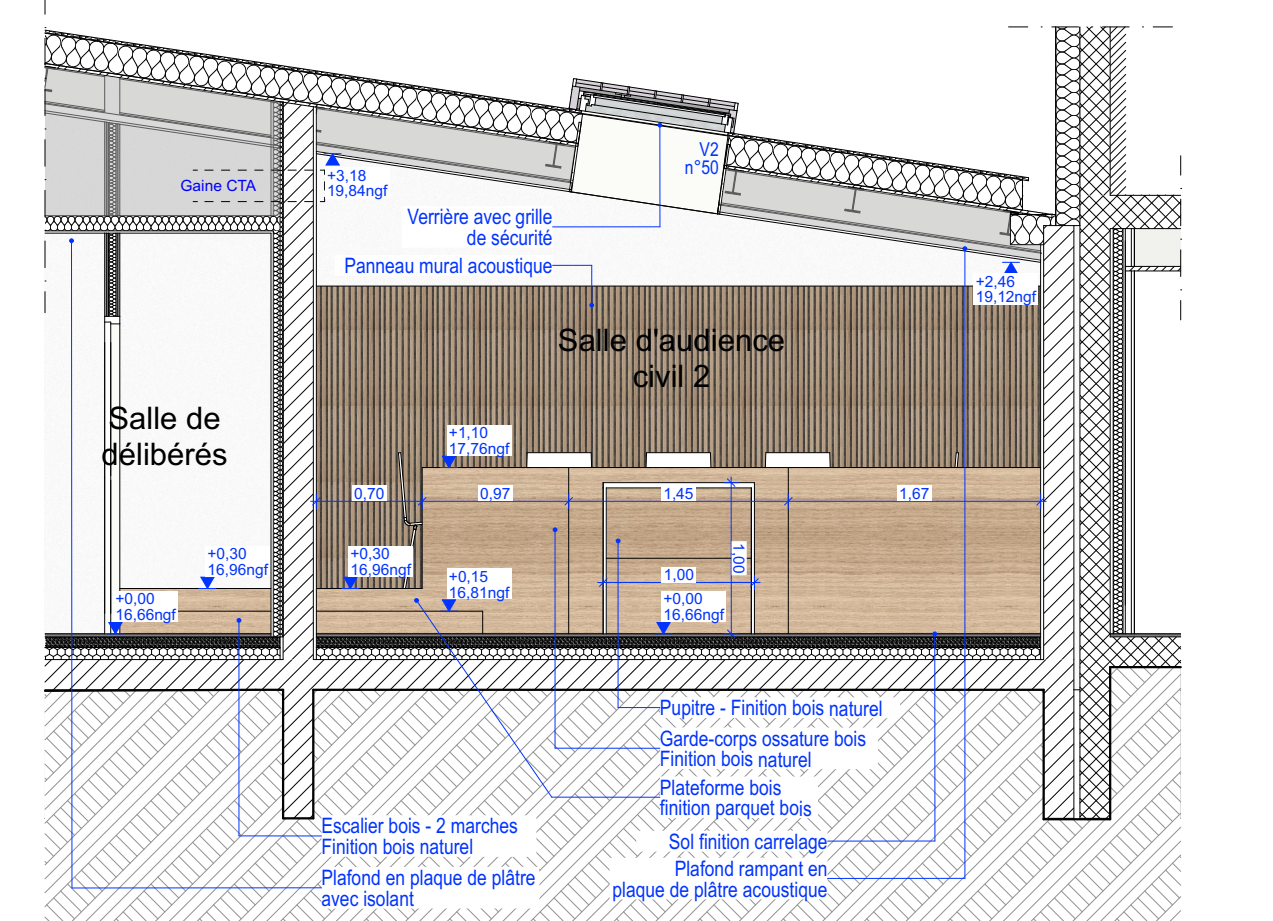 V2
n°50
+3,18
19,84ngf
Gaine CTA
Verrière avec grille
de sécurité
Panneau mural acoustique
+2,46
19,12ngf
Salle d'audience
civil 2
Salle de
délibérés
+1,10
17,76ngf
0,70
0,97
1,45
1,67
+0,30
16,96ngf
+0,30
16,96ngf
1,00
+0,15
16,81ngf
1,00
+0,00
16,66ngf
+0,00
16,66ngf
Pupitre - Finition bois naturel
Garde-corps ossature bois
Finition bois naturel
Plateforme bois
finition parquet bois
Escalier bois - 2 marches
Finition bois naturel
Sol finition carrelage
Plafond en plaque de plâtre
avec isolant
Plafond rampant en
plaque de plâtre acoustique